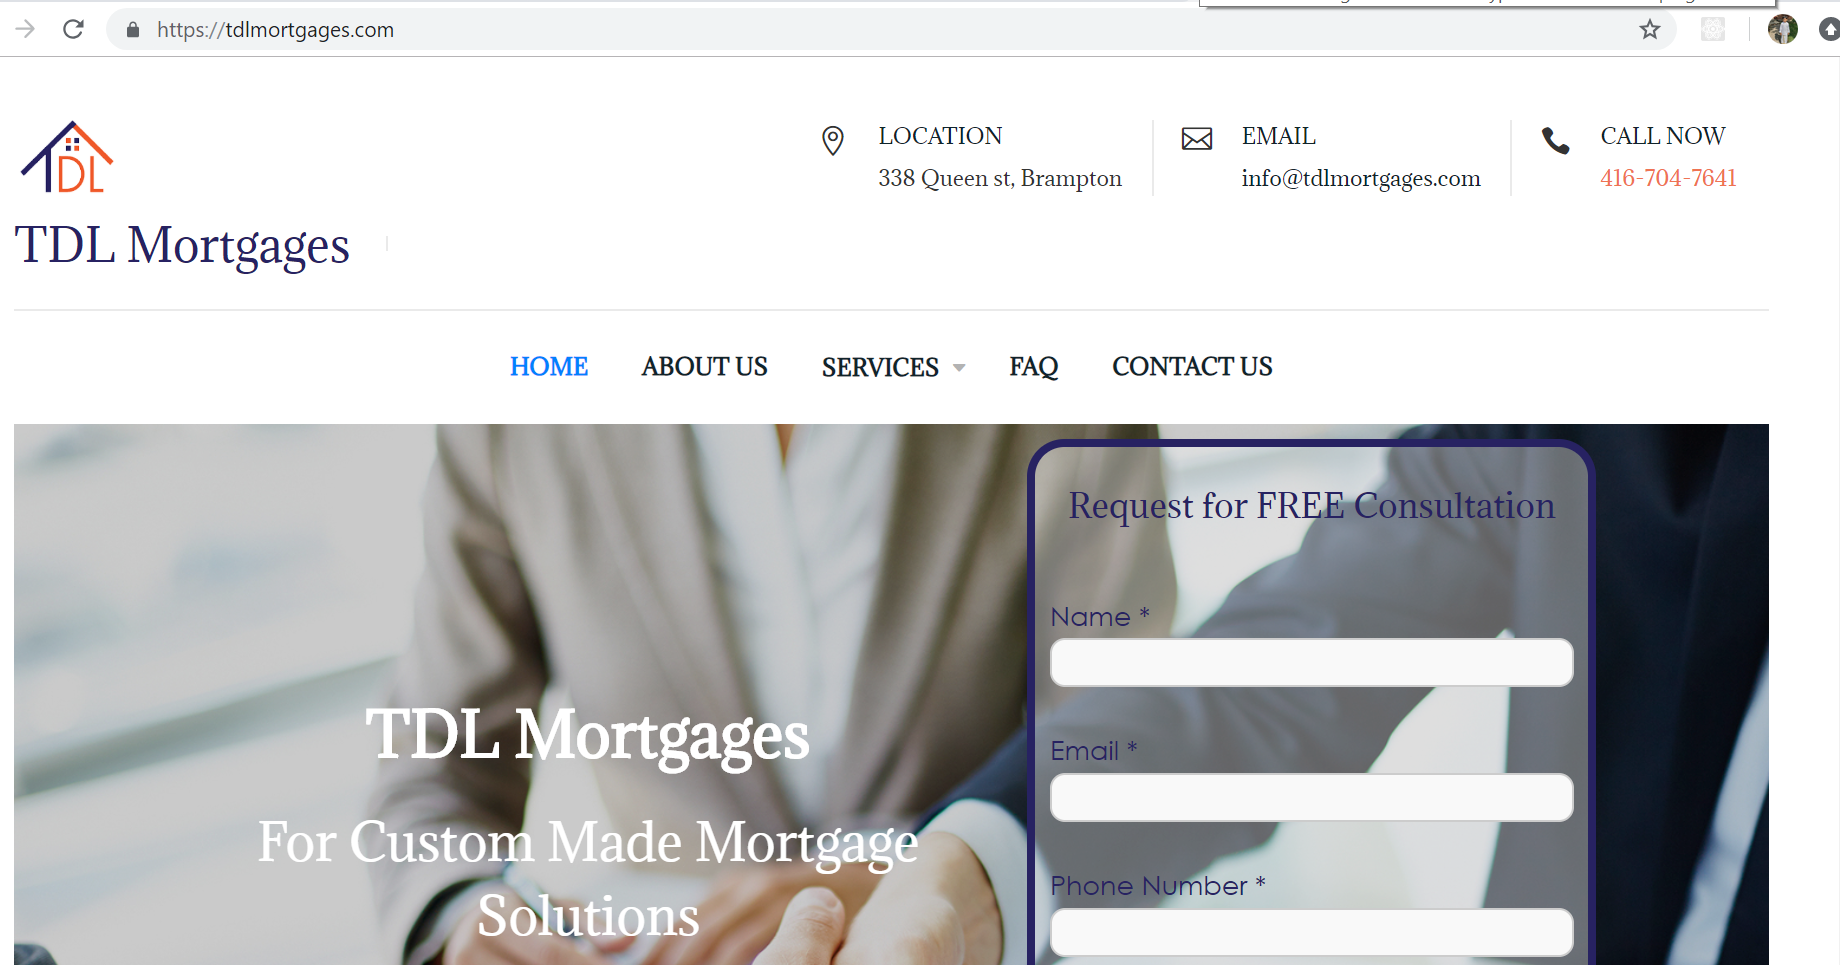 https://tdlmortgages.com
TDL
TDL Mortgages
LOCATION
338 Queen st, Brampton
EMAIL
info@tdlmortgages.com
CALL NOW
416-704-7641
HOME ABOUT US SERVICES FAQ CONTACT US
TDL Mortgages
For Custom Made Mortgage
Solutions
Request for FREE Consultation
Name *
Email *
Phone Number *